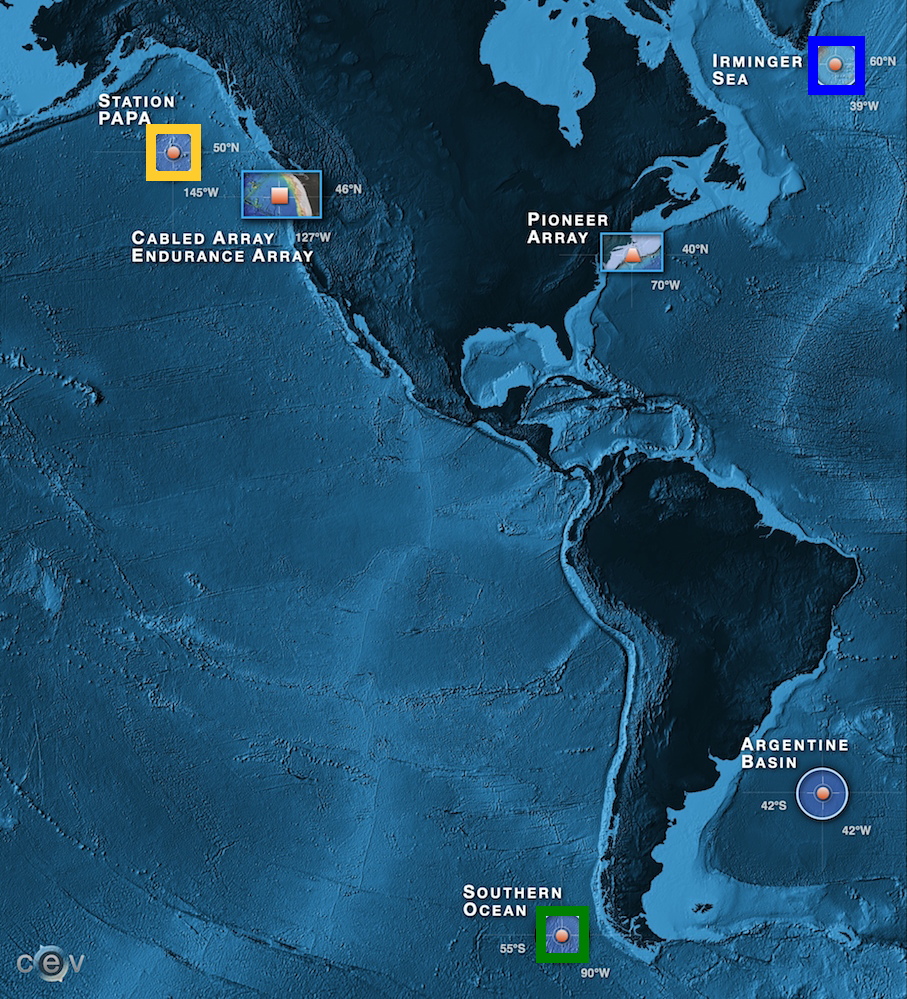 IRMINGER
SEA
60°N
39°W
STATION
PAPA
50°N
145°W
46°N
127°W
CABLED ARRAY
ENDURANCE ARRAY
PIONEER
ARRAY
40°N
70°W
ARGENTINE
BASIN
42°S
42°W
SOUTHERN
OCEAN
55°S
90°W
cev